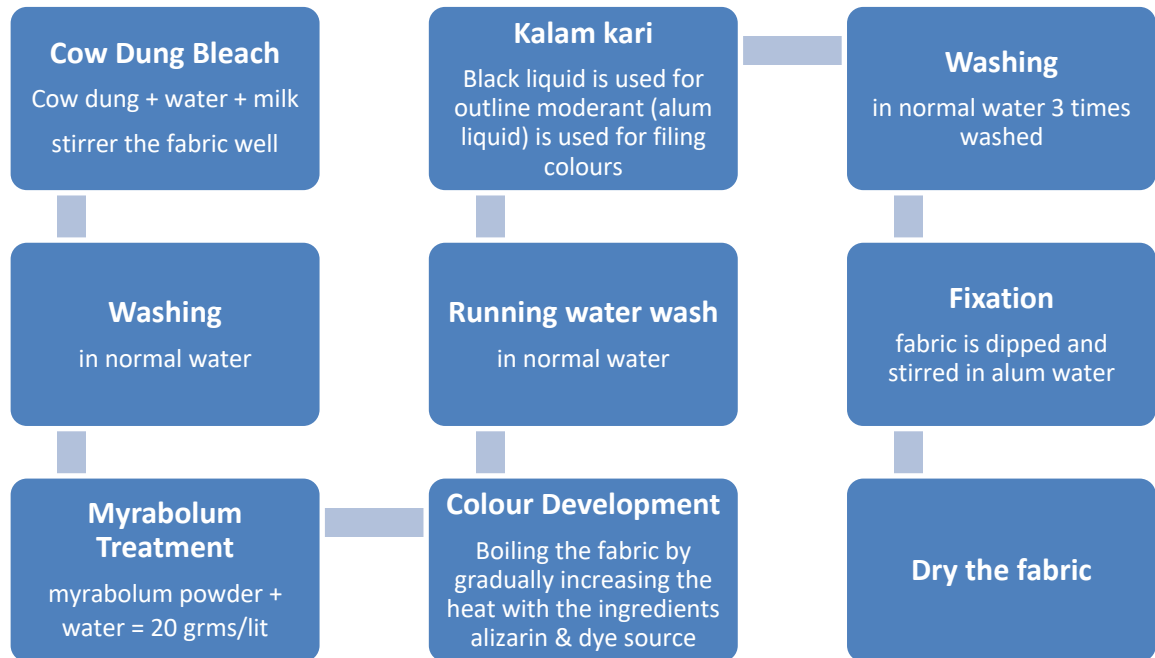 Cow Dung Bleach
Cow dung + water + milk
stirrer the fabric well
Washing
in normal water
Myrabolum
Treatment
myrabolum powder +
water = 20 grms/lit
Colour Development
Boiling the fabric by
gradually increasing the
heat with the ingredients
alizarin & dye source
Running water wash
in normal water
Kalam kari
Black liquid is used for
outline moderant (alum
liquid) is used for filing
colours
Washing
in normal water 3 times
washed
Fixation
fabric is dipped and
stirred in alum water
Dry the fabric